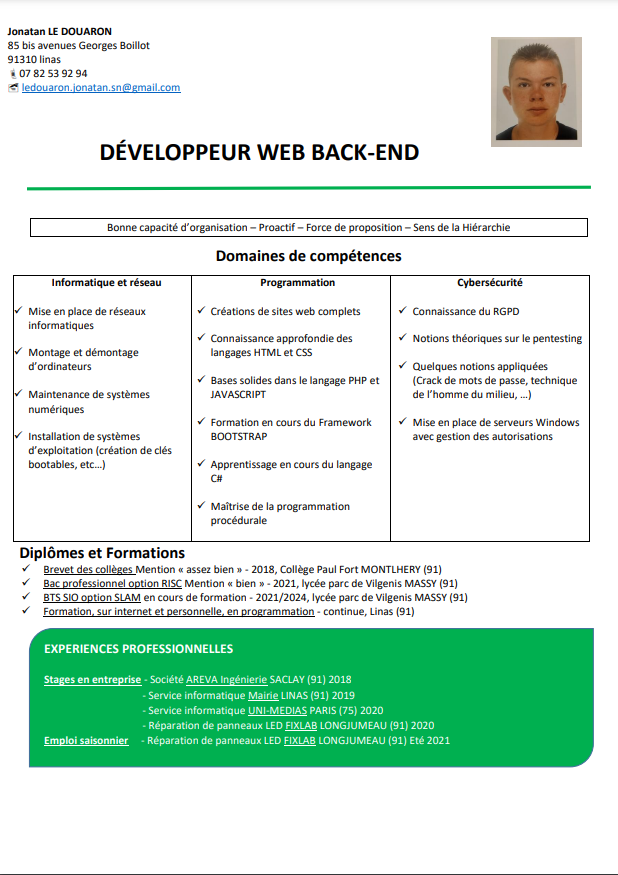 Jonatan LE DOUARON
85 bis avenues Georges Boillot
91310 linas
07 82 53 92 94
ledouaron.jonatan.sn@gmail.com
DÉVELOPPEUR WEB BACK-END
Bonne capacité d'organisation – Proactif – Force de proposition – Sens de la Hiérarchie
Domaines de compétences
Informatique et réseau
✓ Mise en place de réseaux
informatiques
✓ Montage et démontage
d'ordinateurs
✓ Maintenance de systèmes
numériques
✓ Installation de systèmes
d'exploitation (création de clés
bootables, etc…)
Programmation
✓ Créations de sites web complets
✓ Connaissance approfondie des
langages HTML et CSS
✓ Bases solides dans le langage PHP et
JAVASCRIPT
✓ Formation en cours du Framework
BOOTSTRAP
✓ Apprentissage en cours du langage
C#
✓ Maîtrise de la programmation
procédurale
Cybersécurité
✓ Connaissance du RGPD
✓ Notions théoriques sur le pentesting
✓ Quelques notions appliquées
(Crack de mots de passe, technique
de l'homme du milieu, …)
✓ Mise en place de serveurs Windows
avec gestion des autorisations
Diplômes et Formations
✓ Brevet des collèges Mention « assez bien » - 2018, Collège Paul Fort MONTLHERY (91)
✓ Bac professionnel option RISC Mention « bien » - 2021, lycée parc de Vilgenis MASSY (91)
✓ BTS SIO option SLAM en cours de formation - 2021/2024, lycée parc de Vilgenis MASSY (91)
✓ Formation, sur internet et personnelle, en programmation - continue, Linas (91)
EXPERIENCES PROFESSIONNELLES
Stages en entreprise - Société AREVA Ingénierie SACLAY (91) 2018
- Service informatique Mairie LINAS (91) 2019
- Service informatique UNI-MEDIAS PARIS (75) 2020
- Réparation de panneaux LED FIXLAB LONGJUMEAU (91) 2020
Emploi saisonnier - Réparation de panneaux LED FIXLAB LONGJUMEAU (91) Eté 2021